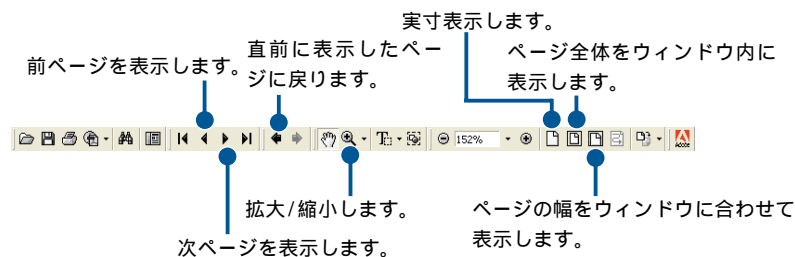 実寸表示します。
直前に表示したペー
ジに戻ります。
ページ全体をウィンドウ内に
表示します。
前ページを表示します。
152%
Adobe
拡大/縮小します。
ページの幅をウィンドウに合わせて
表示します。
次ページを表示します。